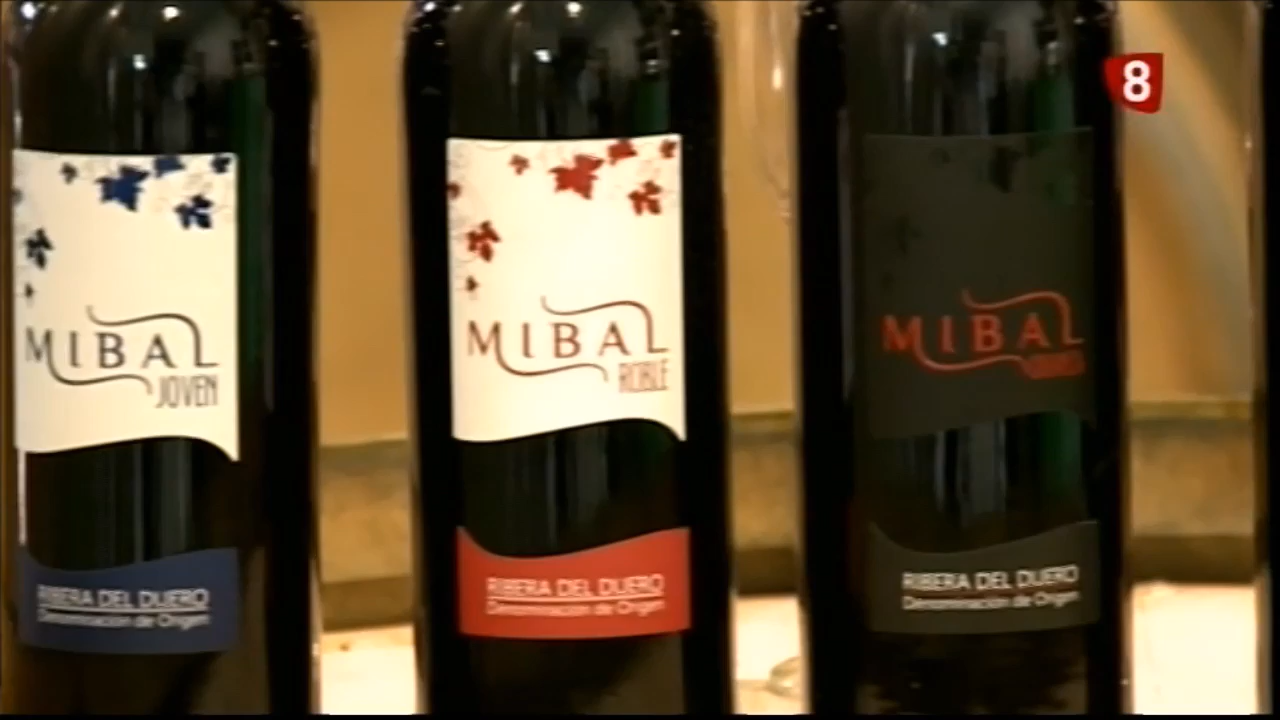 8
MIBAL
JOVEN
RIBERA DEL DUERO
Denominación de Origen
MIBAL
ROBLE
RIBERA DEL DUERO
Denominación de Origen
MIBAL
RIBERA DEL DUERO
Denominación de Origen